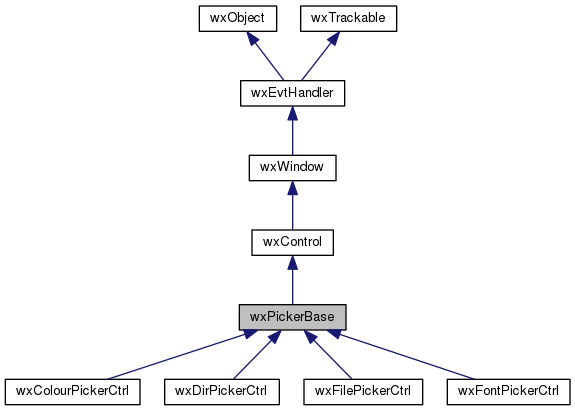 wxObject
wxTrackable
wxEvtHandler
wxWindow
wxControl
wxPickerBase
wxColourPickerCtrl
wxDirPickerCtrl
wxFilePickerCtrl
wxFontPickerCtrl